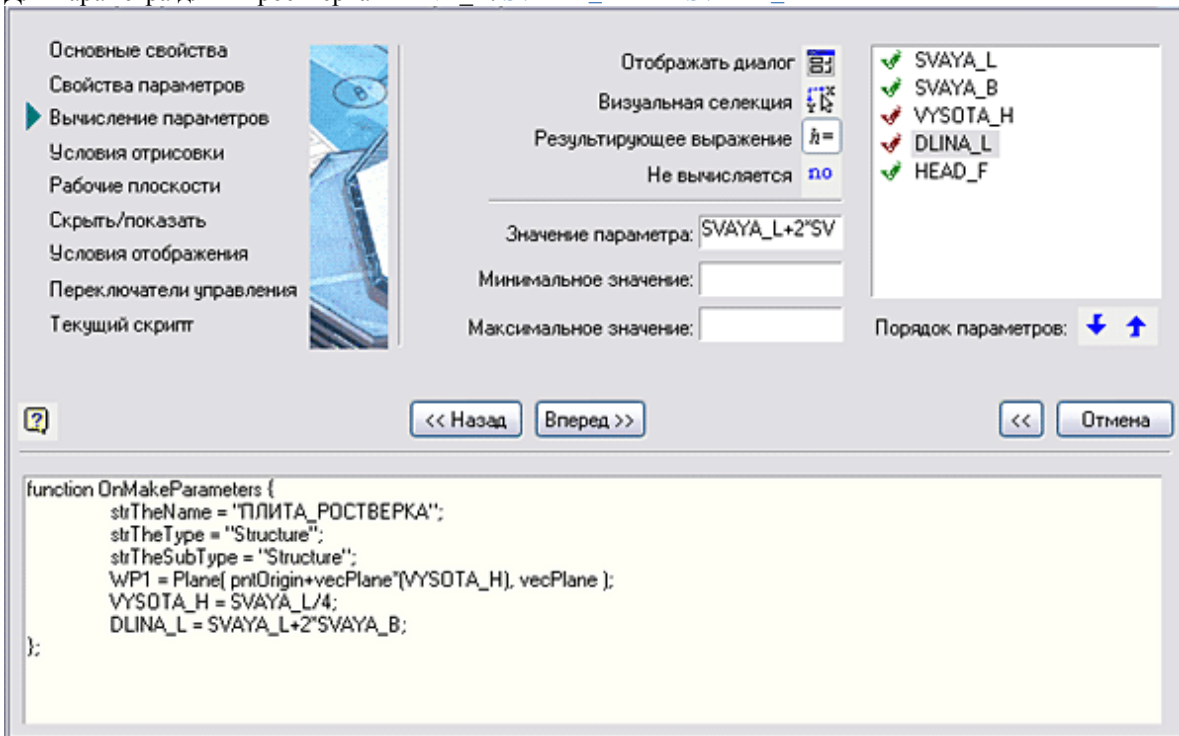 Основные свойства
Свойства параметров
Вычисление параметров
Условия отрисовки
Рабочие плоскости
Скрыть/показать
Условия отображения
Переключатели управления
Текущий скрипт
Отображать диалог
Визуальная селекция
Результирующее выражение h=
Не вычисляется no
Значение параметра: SVAYA_L+2*SV
Минимальное значение:
Максимальное значение:
SVAYA_L
SVAYA_B
VYSOTA_H
DLINA_L
HEAD_F
Порядок параметров:
<< Назад Вперед >> << Отмена
function OnMakeParameters {
strTheName = "ПЛИТА_РОСТВЕРКА";
strTheType = "Structure";
strTheSubType = "Structure";
WP1 = Plane( pntOrigin+vecPlane*(VYSOTA_H), vecPlane );
VYSOTA_H = SVAYA_L/4;
DLINA_L = SVAYA_L+2*SVAYA_B;
};